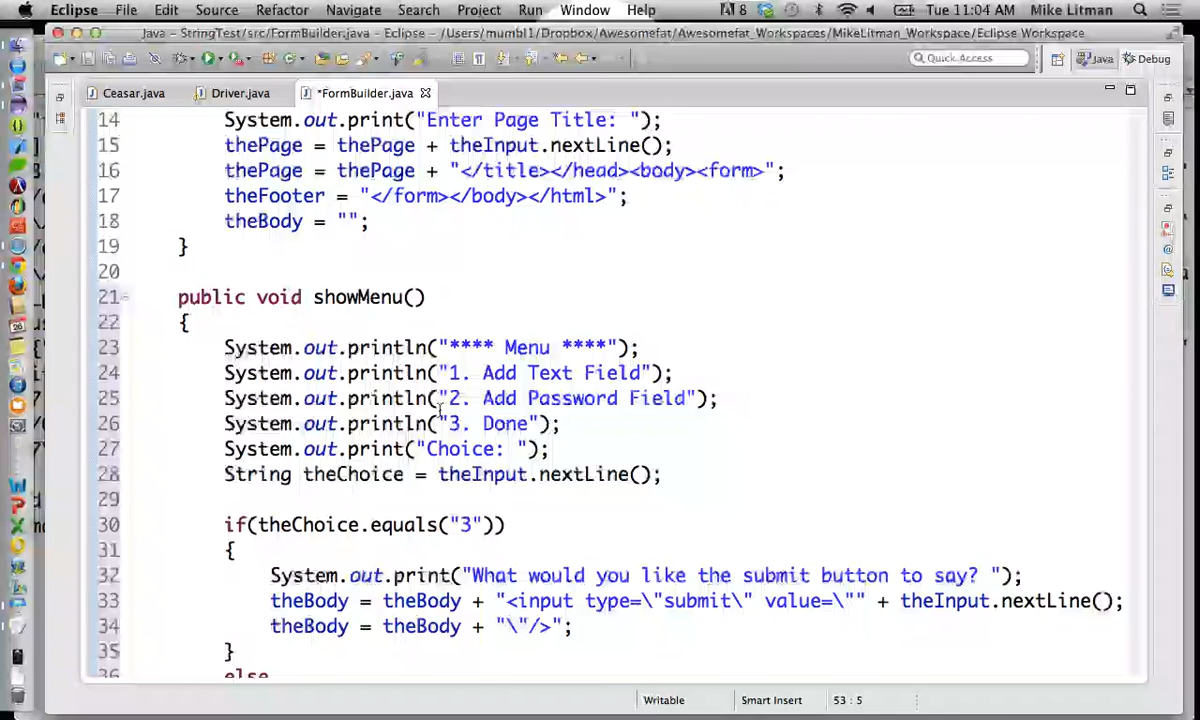 Eclipse File Edit Source Refactor Navigate Search Project Run Window Help 8 Tue 11:04 AM Mike Litman
Java - StringTest/src/FormBuilder.java - Eclipse - /Users/mumbl1/Dropbox/Awesomefat/Awesomefat_Workspaces/MikeLitman_Workspace/Eclipse Workspace
Quick Access Java Debug
Ceasar.java Driver.java *FormBuilder.java
14 System.out.print("Enter Page Title: ");
15 thePage = thePage + theInput.nextLine();
16 thePage = thePage + "</title></head><body><form>";
17 theFooter = "</form></body></html>";
18 theBody = "";
19 }
20
21 public void showMenu()
22 {
23 System.out.println("**** Menu ****");
24 System.out.println("1. Add Text Field");
25 System.out.println("2. Add Password Field");
26 System.out.println("3. Done");
27 System.out.print("Choice: ");
28 String theChoice = theInput.nextLine();
29
30 if(theChoice.equals("3"))
31 {
32 System.out.print("What would you like the submit button to say? ");
33 theBody = theBody + "<input type=\"submit\" value=\"" + theInput.nextLine();
34 theBody = theBody + "\"/>";
35 }
36 else
Writable Smart Insert 53 : 5